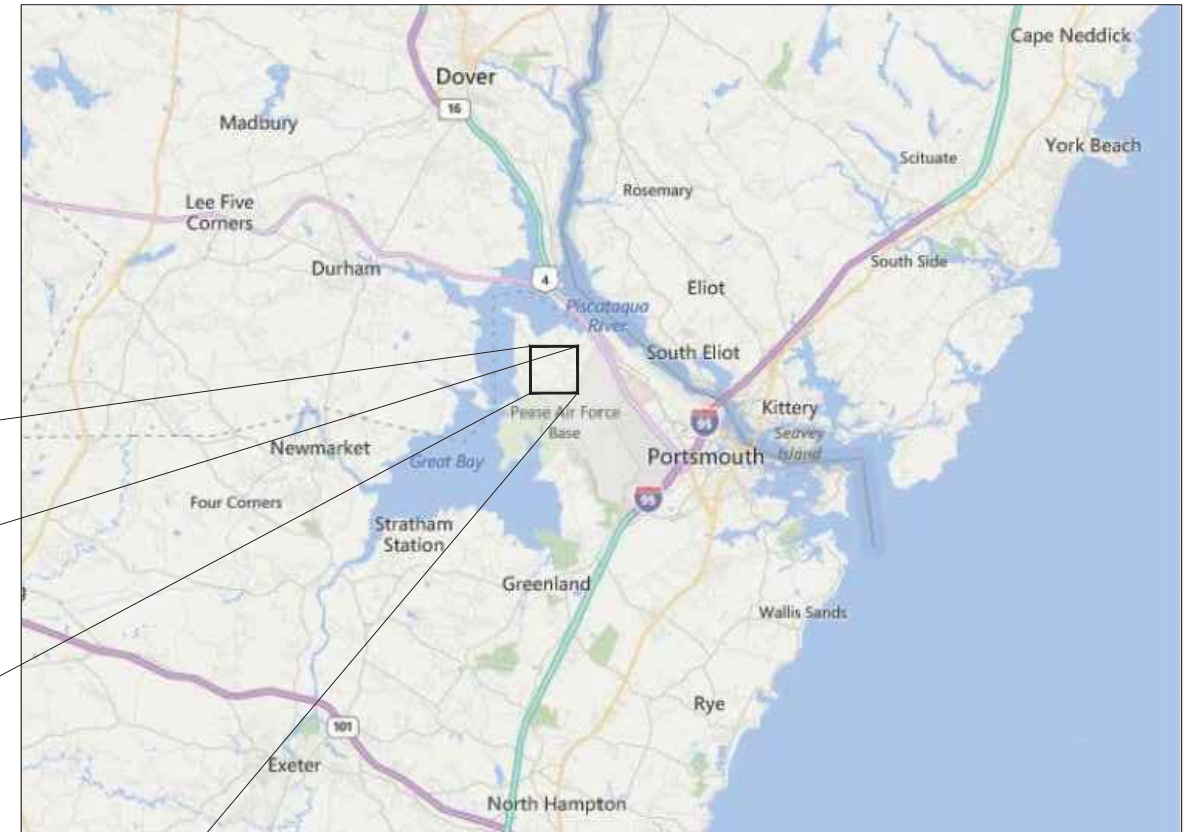 Cape Neddick
Dover
16
Madbury
York Beach
Scituate
Rosemary
Lee Five
Corners
South Side
Durham
4
Eliot
Piscataqua
River
South Eliot
Pease Air Force
Base
Kittery
95
Seavey
Island
Newmarket
Great Bay
Portsmouth
95
Four Corners
Stratham
Station
Greenland
Wallis Sands
Rye
101
Exeter
North Hampton